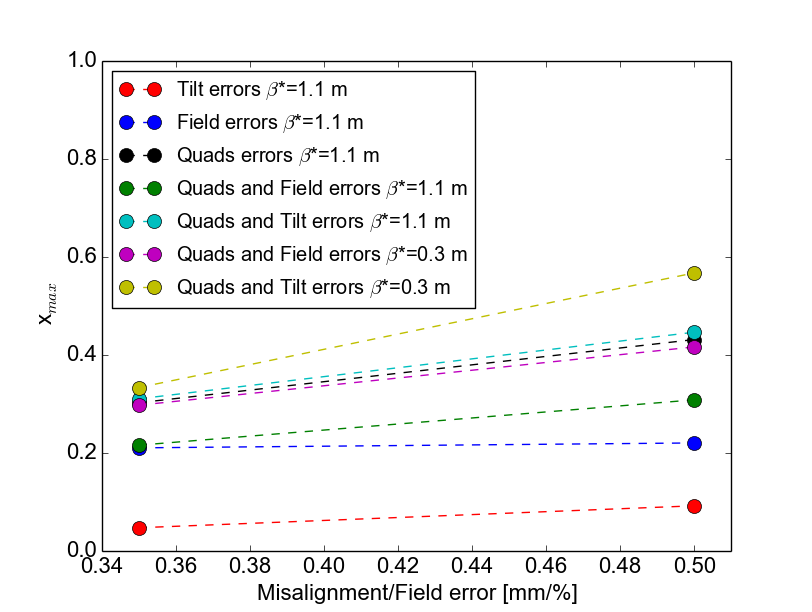 1.0
0.8
0.6
0.4
0.2
0.0
x_max
Tilt errors β*=1.1 m
Field errors β*=1.1 m
Quads errors β*=1.1 m
Quads and Field errors β*=1.1 m
Quads and Tilt errors β*=1.1 m
Quads and Field errors β*=0.3 m
Quads and Tilt errors β*=0.3 m
0.34 0.36 0.38 0.40 0.42 0.44 0.46 0.48 0.50
Misalignment/Field error [mm/%]